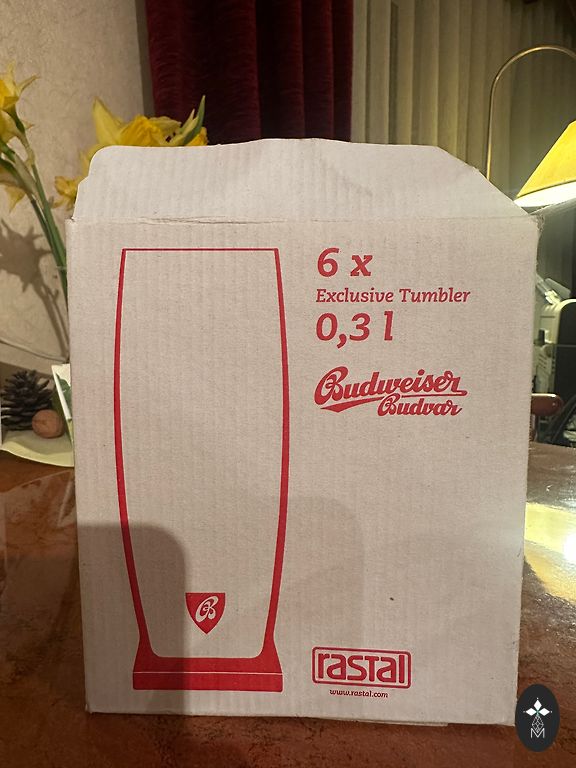 6 x
Exclusive Tumbler
0,3 l
Budweiser
Budvar
B
rastal
www.rastal.com
M